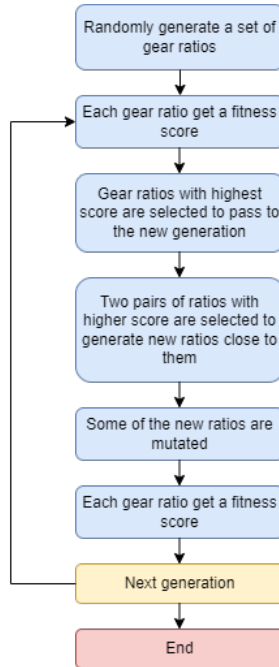 Randomly generate a set of
gear ratios
Each gear ratio get a fitness
score
Gear ratios with highest
score are selected to pass to
the new generation
Two pairs of ratios with
higher score are selected to
generate new ratios close to
them
Some of the new ratios are
mutated
Each gear ratio get a fitness
score
Next generation
End